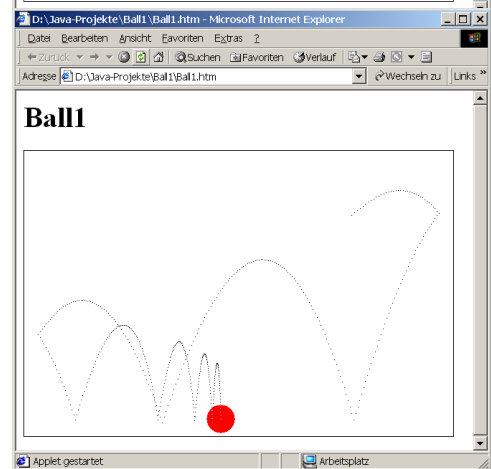 D:\Java-Projekte\Ball1\Ball1.htm - Microsoft Internet Explorer
Datei Bearbeiten Ansicht Favoriten Extras ?
Zurück Suchen Favoriten Verlauf
Adresse D:\Java-Projekte\Ball1\Ball1.htm Wechseln zu Links »
Ball1
Applet gestartet Arbeitsplatz